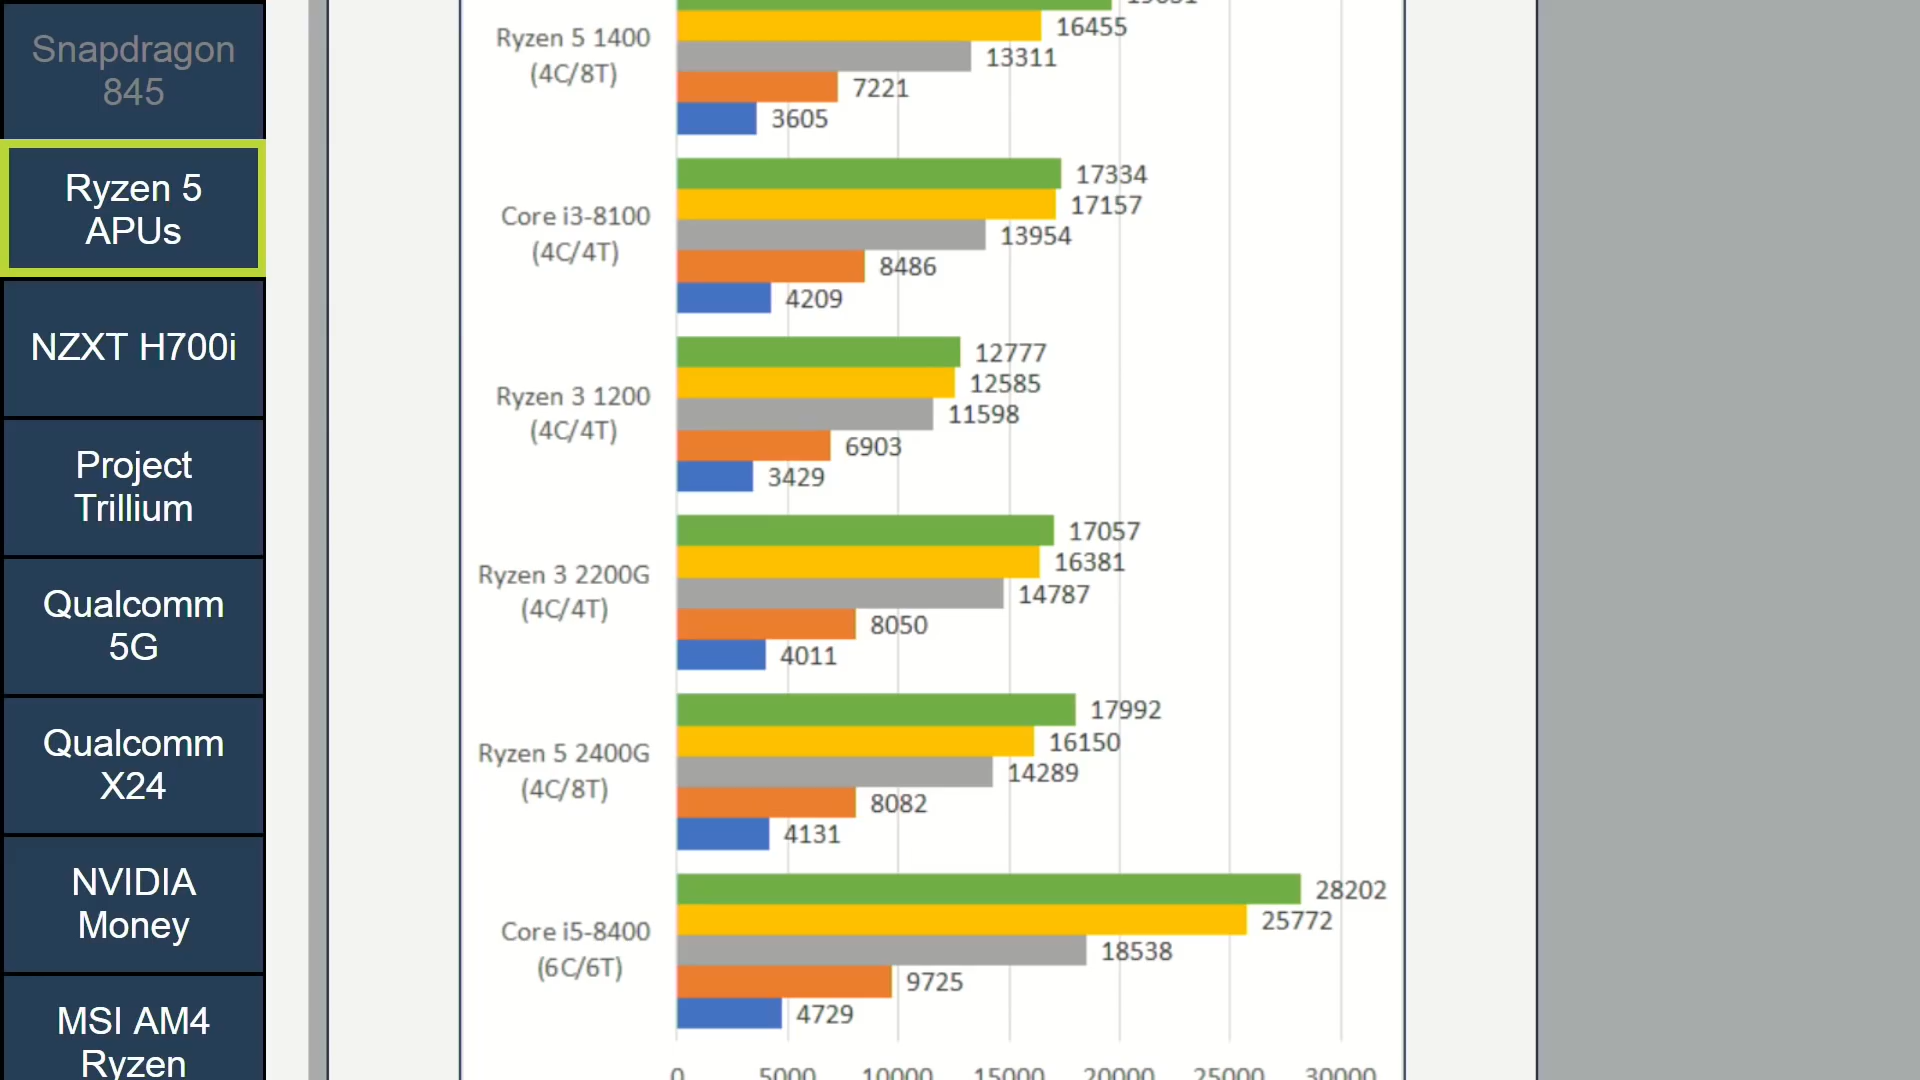 Snapdragon
845
Ryzen 5
APUs
NZXT H700i
Project
Trillium
Qualcomm
5G
Qualcomm
X24
NVIDIA
Money
MSI AM4
Ryzen
Ryzen 5 1400
(4C/8T)
16455
13311
7221
3605
Core i3-8100
(4C/4T)
17334
17157
13954
8486
4209
Ryzen 3 1200
(4C/4T)
12777
12585
11598
6903
3429
Ryzen 3 2200G
(4C/4T)
17057
16381
14787
8050
4011
Ryzen 5 2400G
(4C/8T)
17992
16150
14289
8082
4131
Core i5-8400
(6C/6T)
28202
25772
18538
9725
4729
0 5000 10000 15000 20000 25000 30000